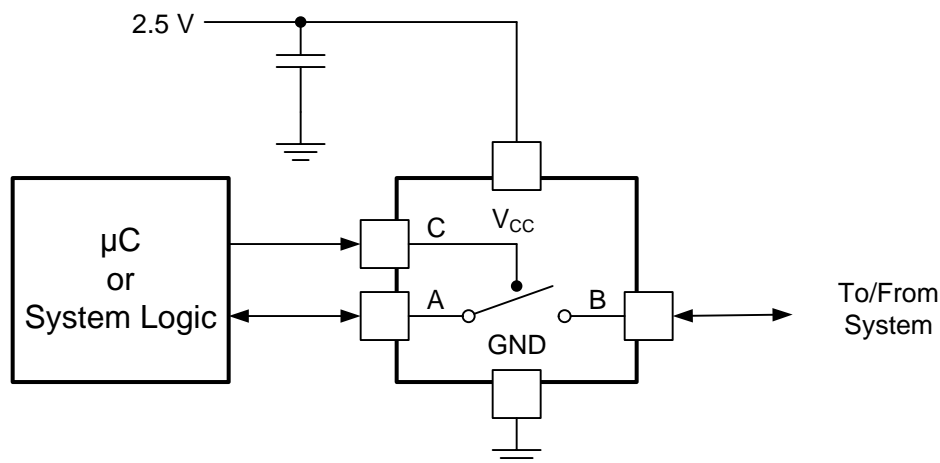 2.5 V
µC
or
System Logic
C
V_CC
A
B
GND
To/From
System